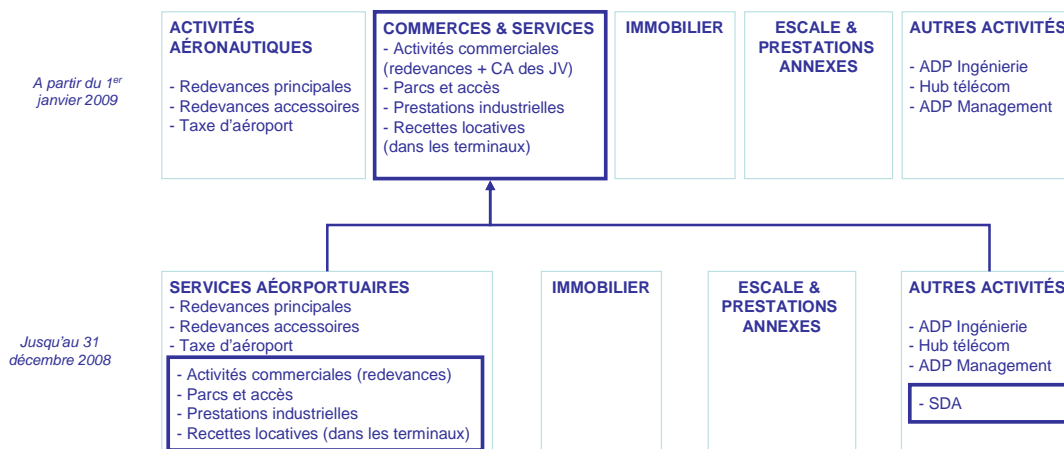 A partir du 1er
janvier 2009
ACTIVITÉS
AÉRONAUTIQUES
- Redevances principales
- Redevances accessoires
- Taxe d'aéroport
COMMERCES & SERVICES
- Activités commerciales
(redevances + CA des JV)
- Parcs et accès
- Prestations industrielles
- Recettes locatives
(dans les terminaux)
IMMOBILIER
ESCALE &
PRESTATIONS
ANNEXES
AUTRES ACTIVITÉS
- ADP Ingénierie
- Hub télécom
- ADP Management
Jusqu'au 31
décembre 2008
SERVICES AÉORPORTUAIRES
- Redevances principales
- Redevances accessoires
- Taxe d'aéroport
- Activités commerciales (redevances)
- Parcs et accès
- Prestations industrielles
- Recettes locatives (dans les terminaux)
IMMOBILIER
ESCALE &
PRESTATIONS
ANNEXES
AUTRES ACTIVITÉS
- ADP Ingénierie
- Hub télécom
- ADP Management
- SDA